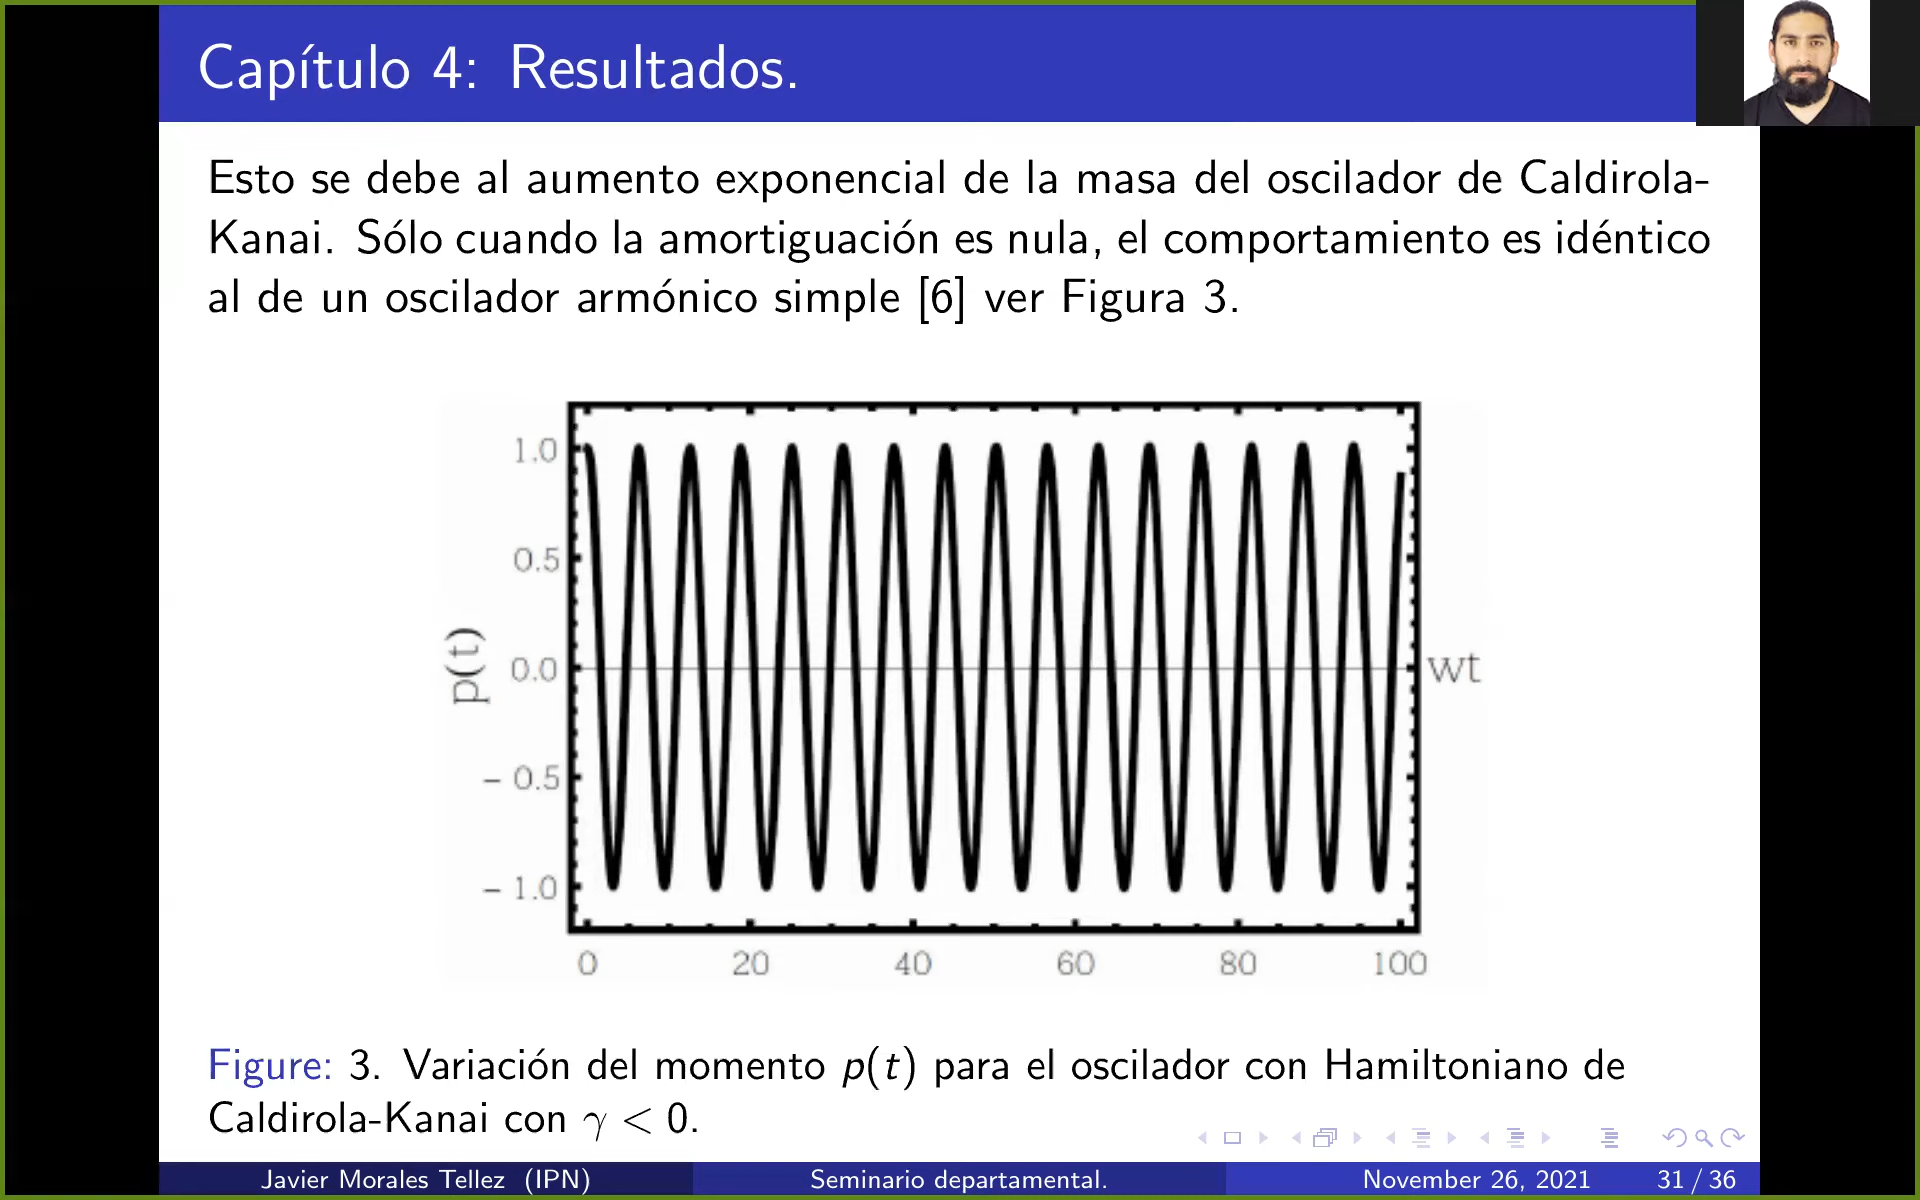 Capítulo 4: Resultados.
Esto se debe al aumento exponencial de la masa del oscilador de Caldirola-
Kanai. Sólo cuando la amortiguación es nula, el comportamiento es idéntico
al de un oscilador armónico simple [6] ver Figura 3.
1.0
0.5
p(t)
0.0
wt
– 0.5
– 1.0
0 20 40 60 80 100
Figure: 3. Variación del momento p(t) para el oscilador con Hamiltoniano de
Caldirola-Kanai con γ < 0.
Javier Morales Tellez (IPN) Seminario departamental. November 26, 2021 31 / 36